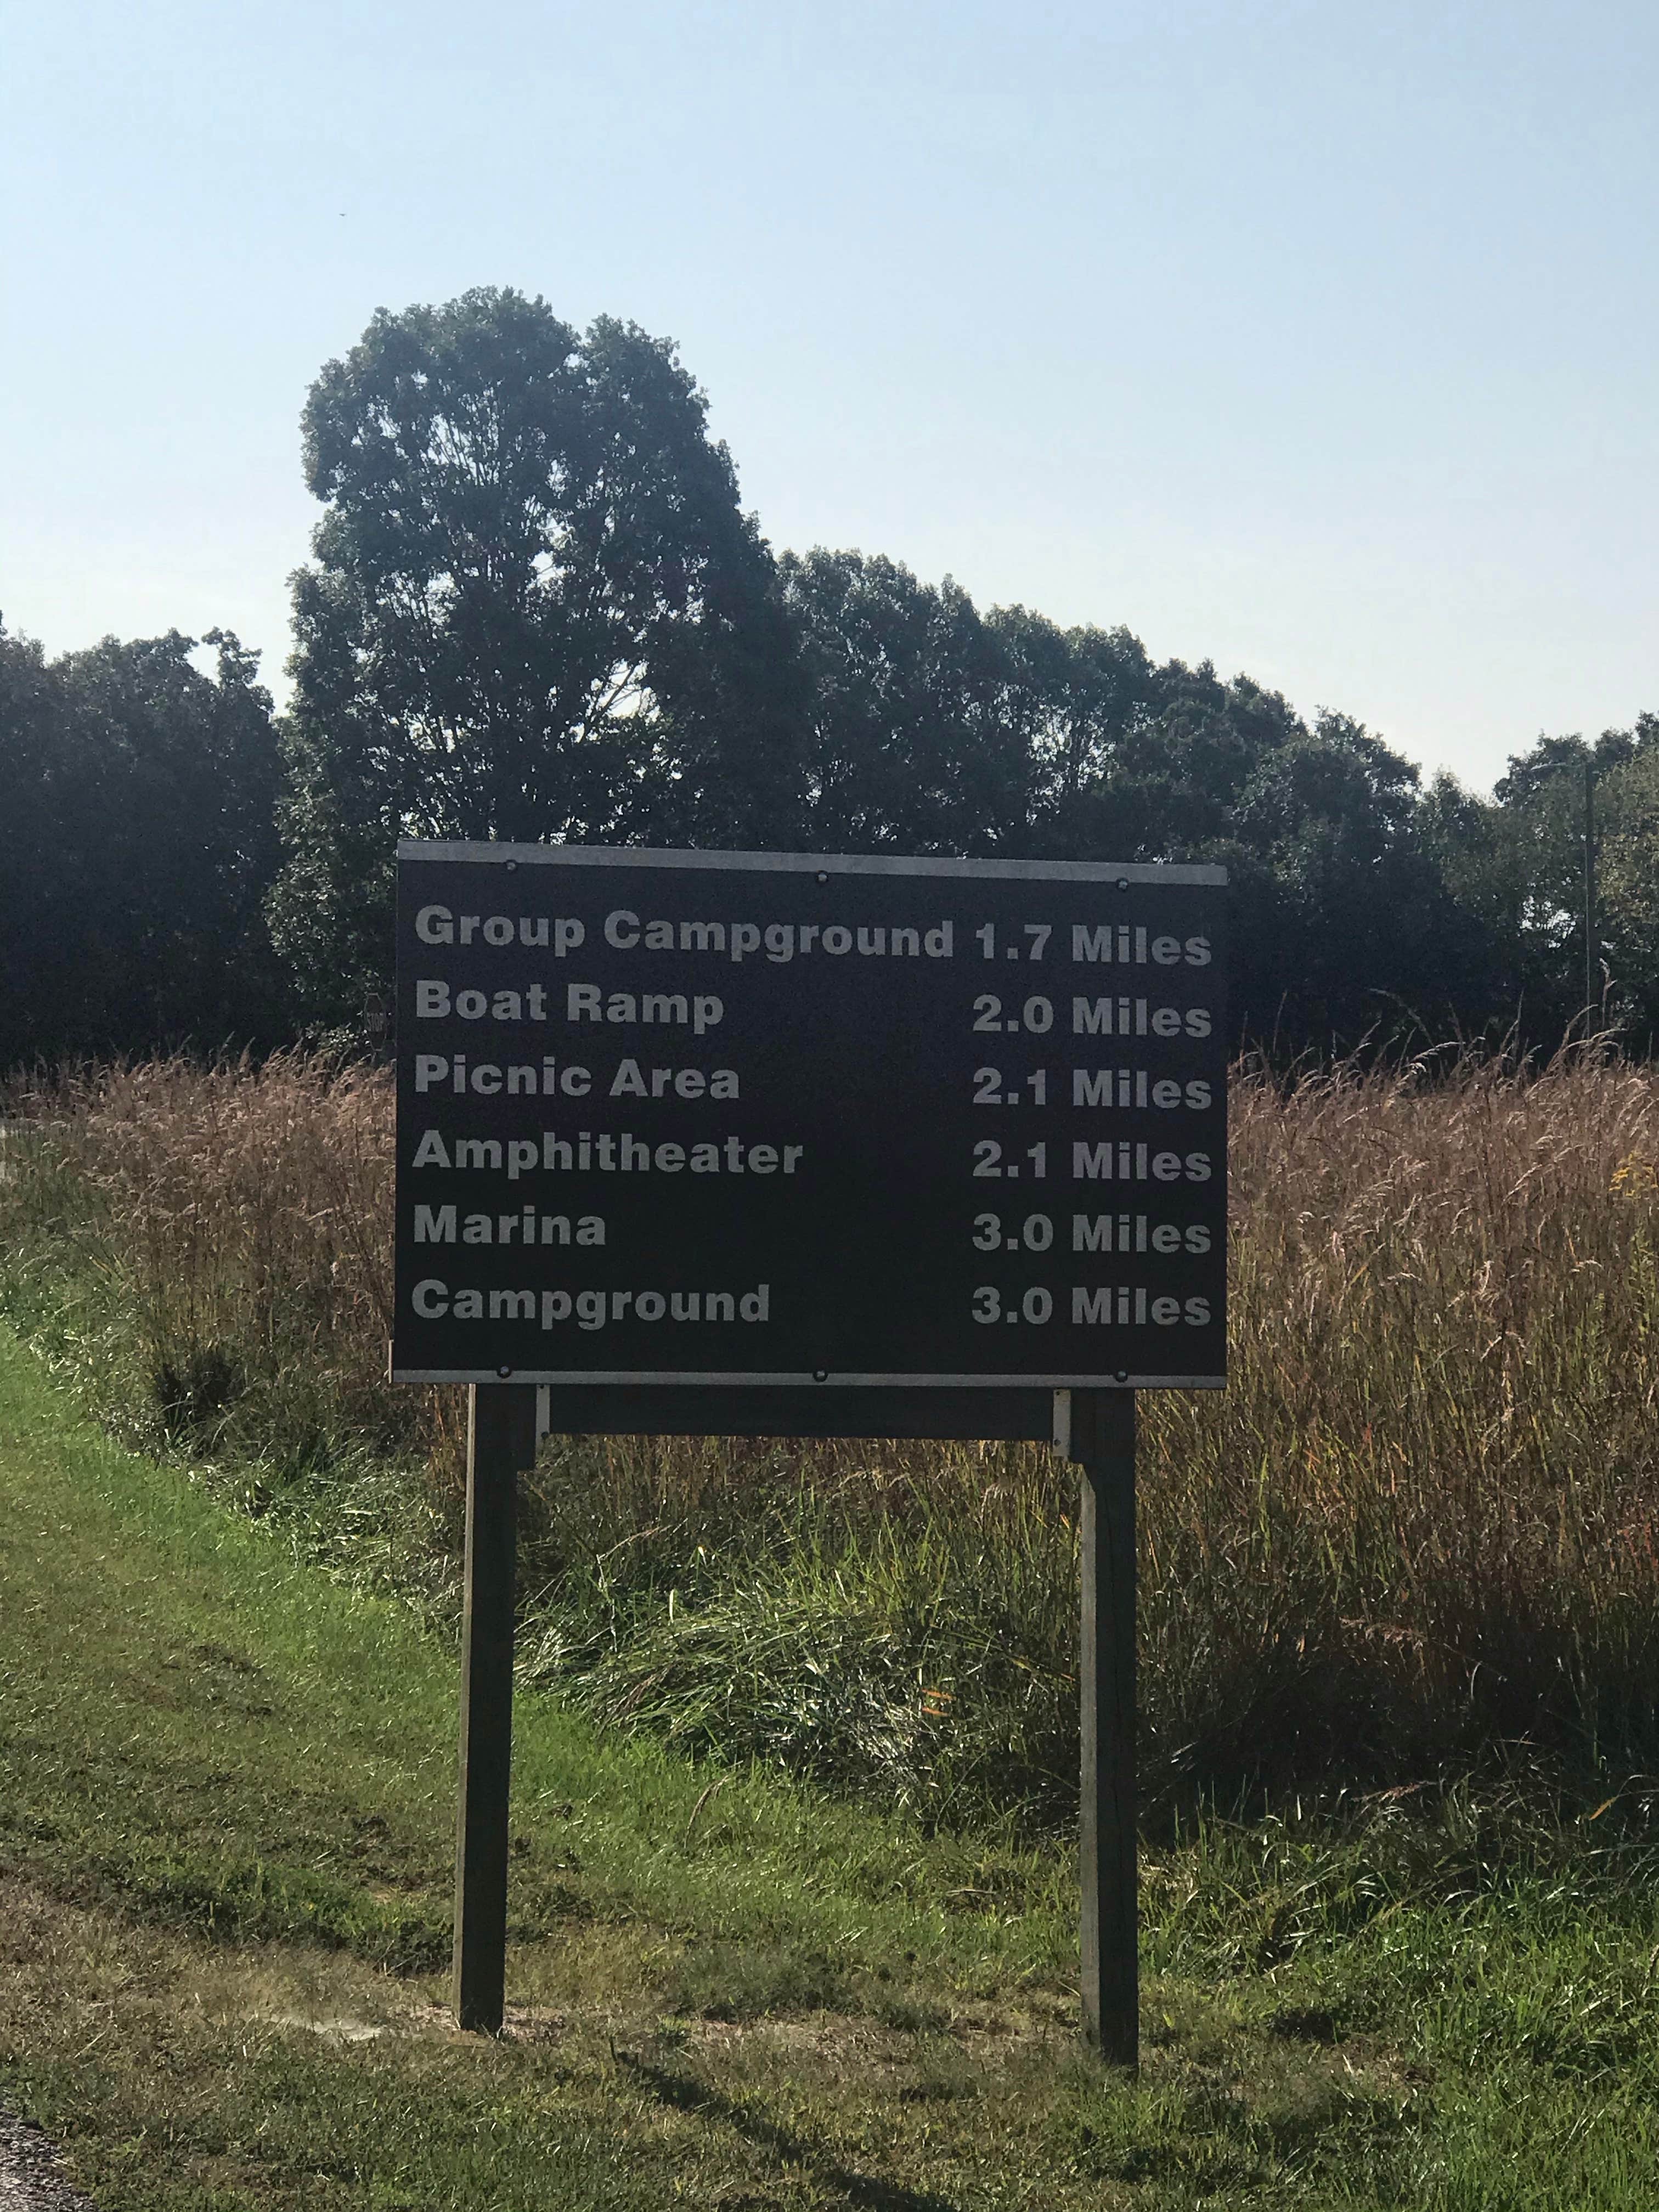 Group Campground 1.7 Miles
Boat Ramp 2.0 Miles
Picnic Area 2.1 Miles
Amphitheater 2.1 Miles
Marina 3.0 Miles
Campground 3.0 Miles